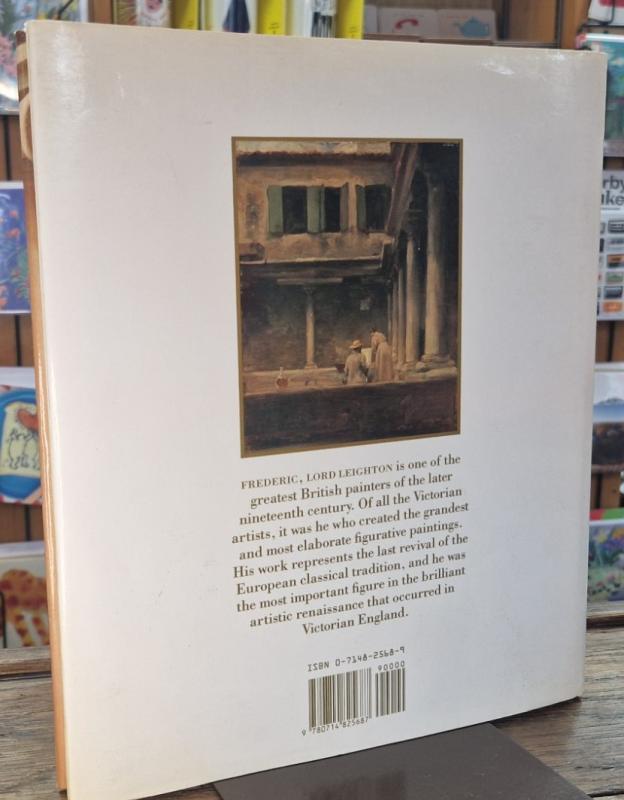 FREDERIC, LORD LEIGHTON is one of the
greatest British painters of the later
nineteenth century. Of all the Victorian
artists, it was he who created the grandest
and most elaborate figurative paintings.
His work represents the last revival of the
European classical tradition, and he was
the most important figure in the brilliant
artistic renaissance that occurred in
Victorian England.
ISBN 0-7148-2568-9
90000
9 780714 825687